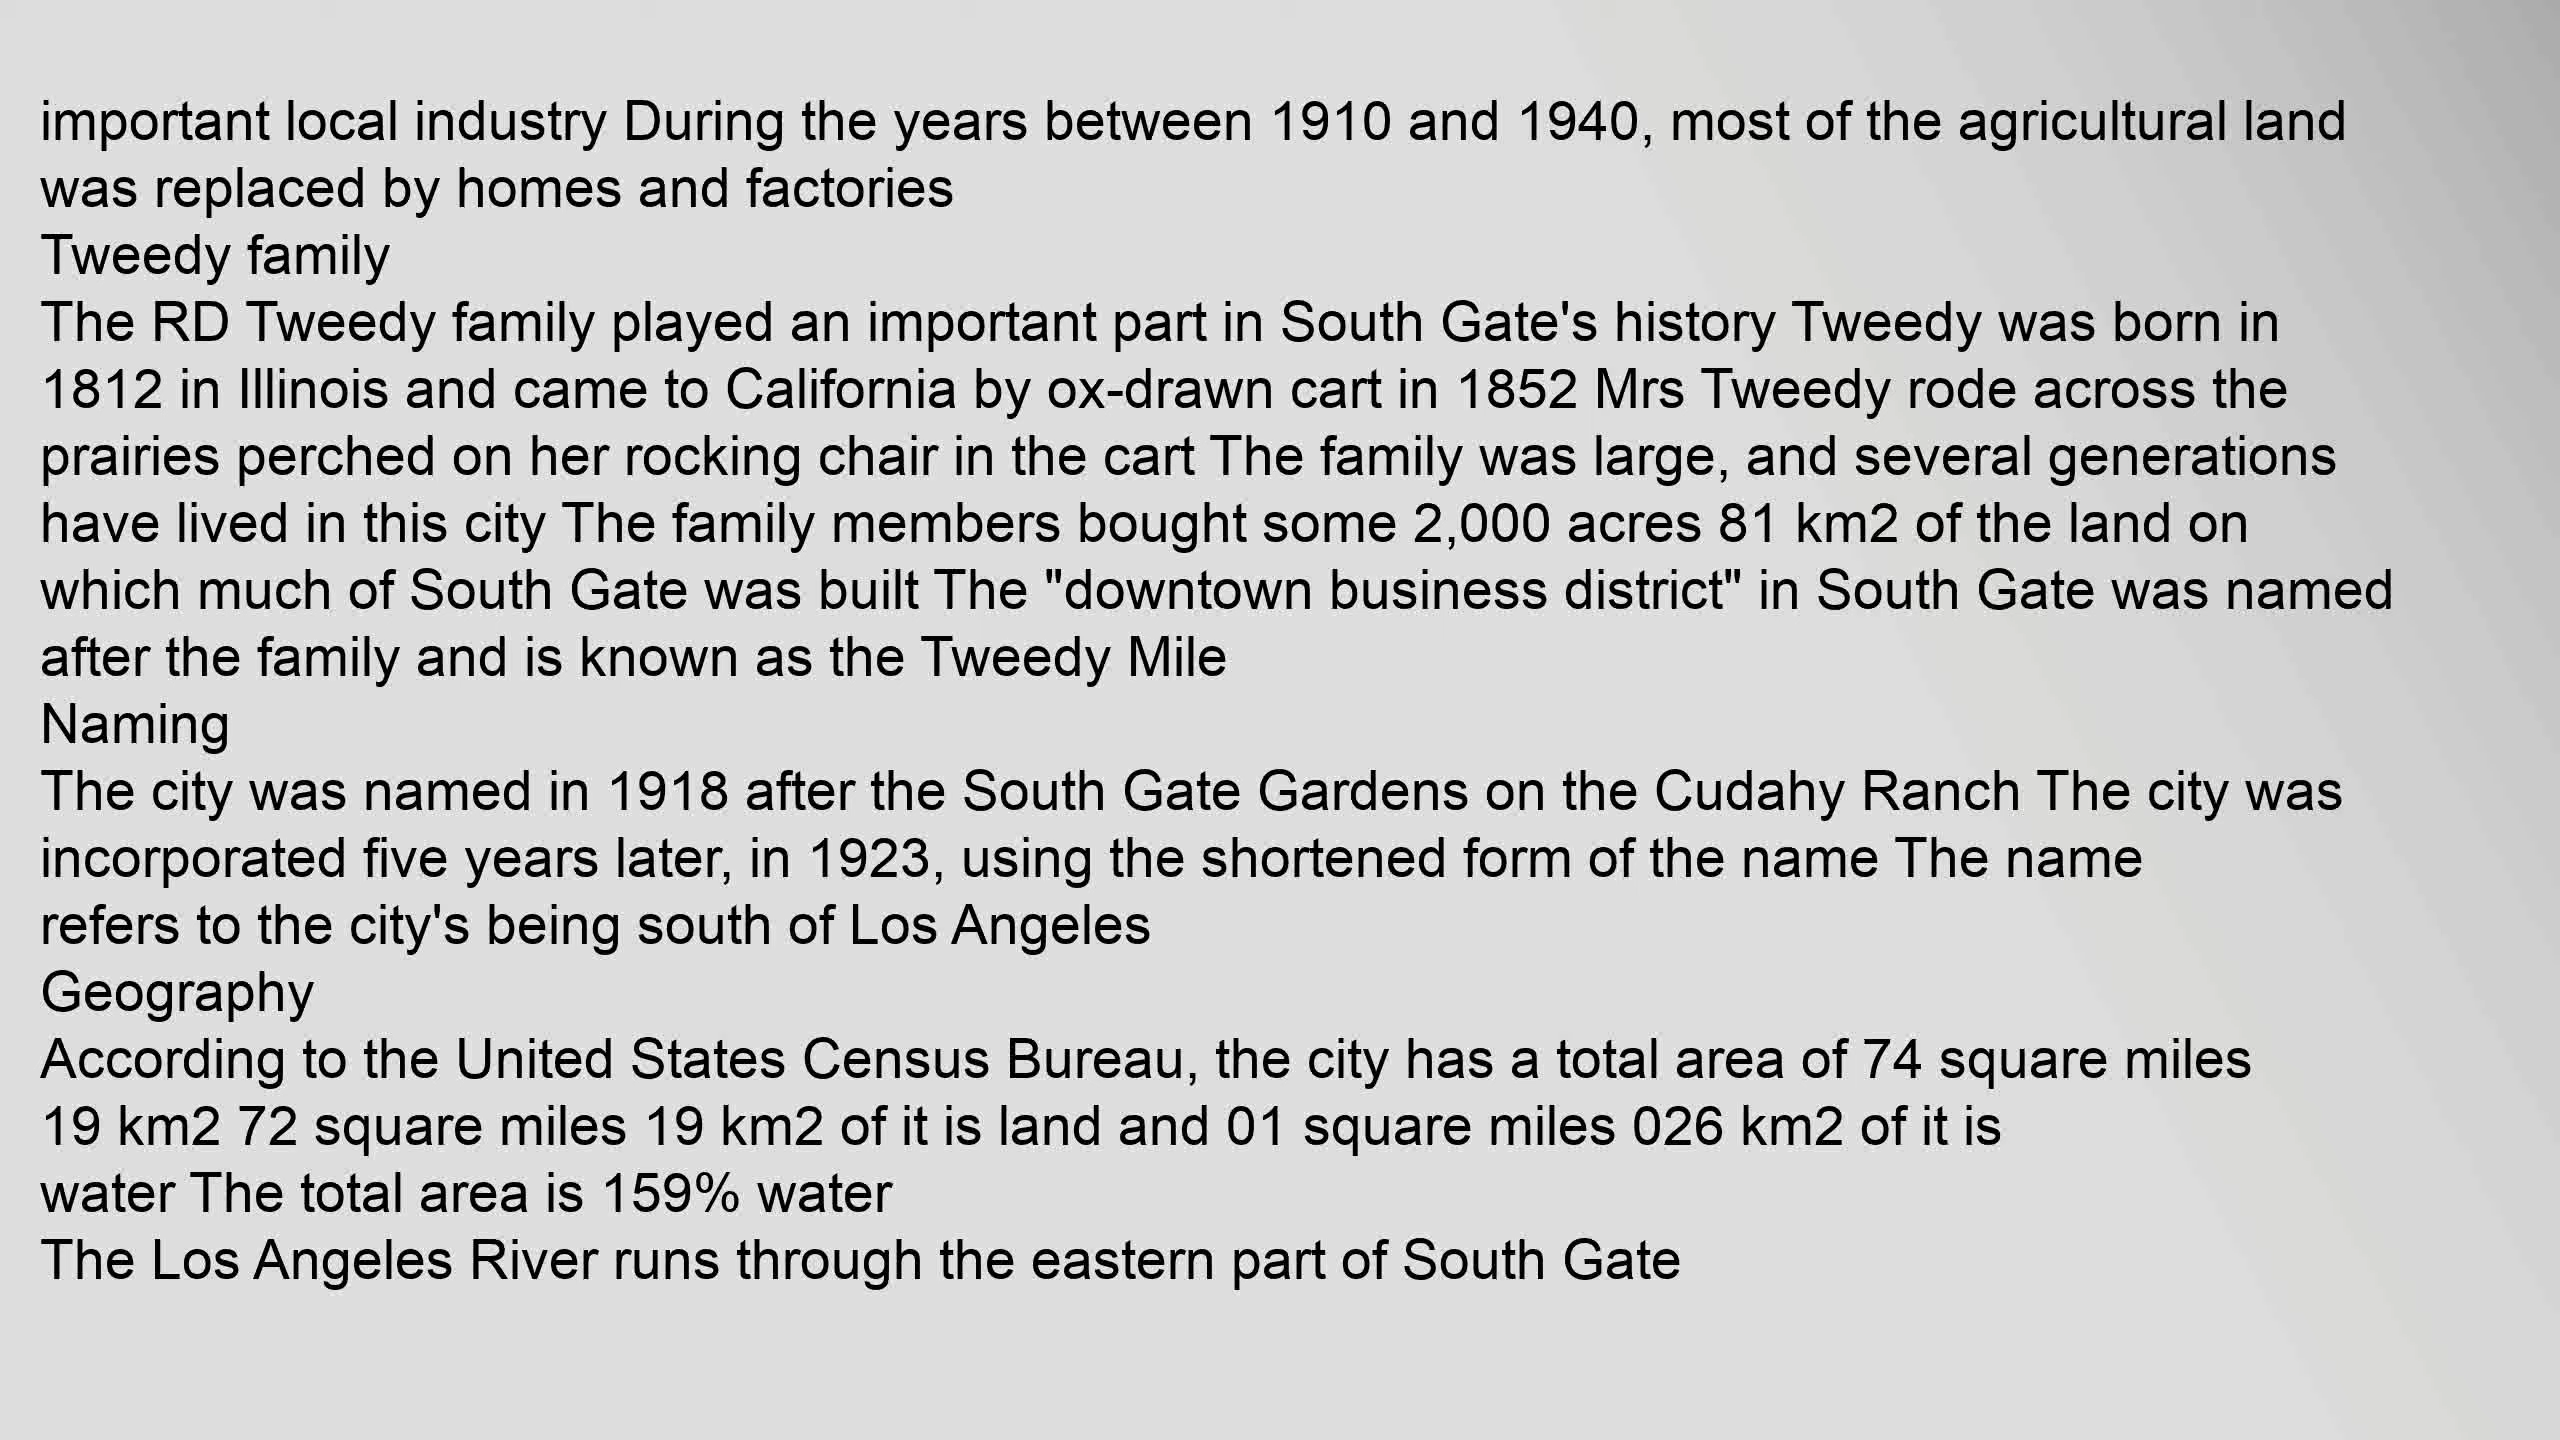 important local industry During the years between 1910 and 1940, most of the agricultural land
was replaced by homes and factories
Tweedy family
The RD Tweedy family played an important part in South Gate's history Tweedy was born in
1812 in Illinois and came to California by ox-drawn cart in 1852 Mrs Tweedy rode across the
prairies perched on her rocking chair in the cart The family was large, and several generations
have lived in this city The family members bought some 2,000 acres 81 km2 of the land on
which much of South Gate was built The "downtown business district" in South Gate was named
after the family and is known as the Tweedy Mile
Naming
The city was named in 1918 after the South Gate Gardens on the Cudahy Ranch The city was
incorporated five years later, in 1923, using the shortened form of the name The name
refers to the city's being south of Los Angeles
Geography
According to the United States Census Bureau, the city has a total area of 74 square miles
19 km2 72 square miles 19 km2 of it is land and 01 square miles 026 km2 of it is
water The total area is 159% water
The Los Angeles River runs through the eastern part of South Gate